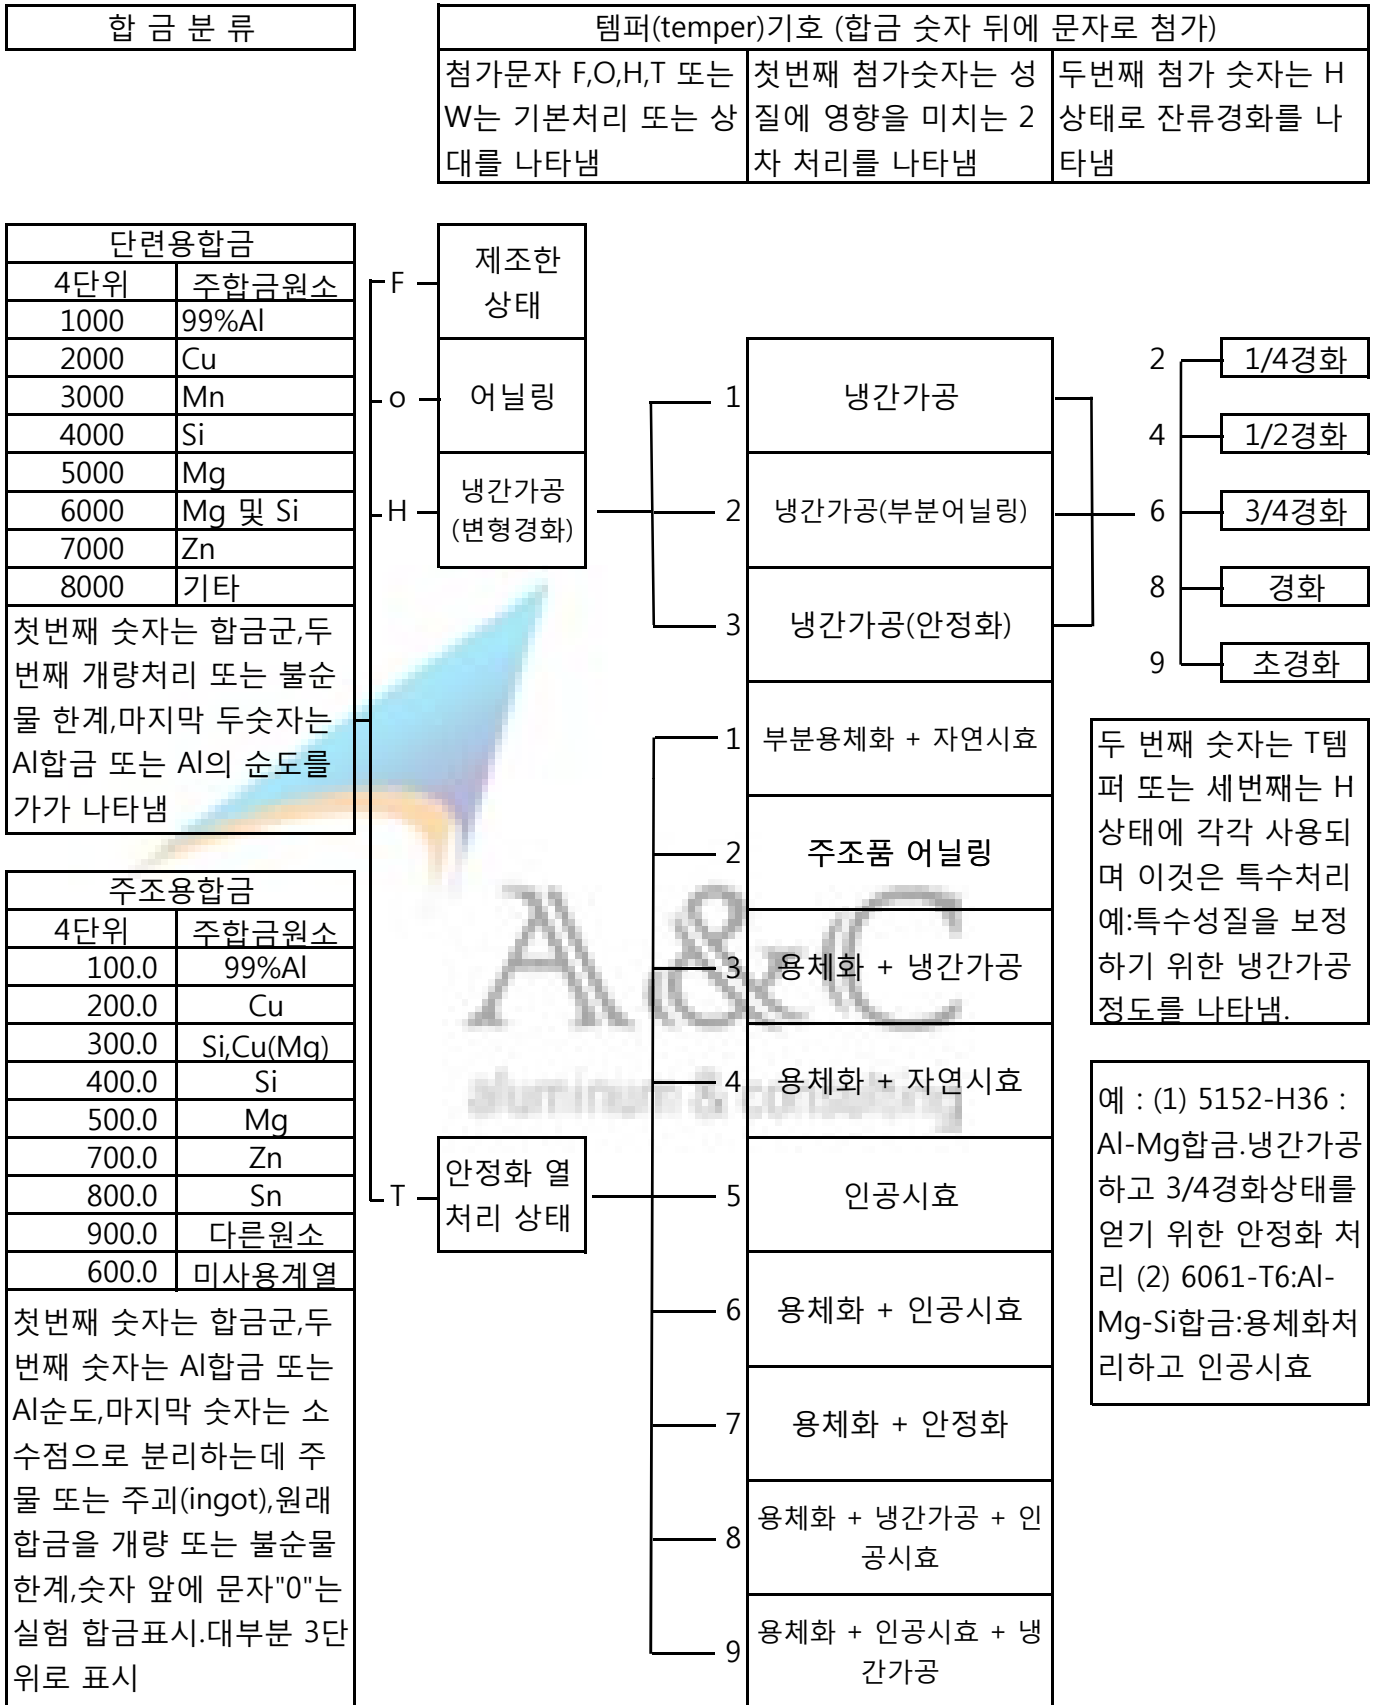 합 금 분 류
템퍼(temper)기호 (합금 숫자 뒤에 문자로 첨가)
첨가문자 F,O,H,T 또는
W는 기본처리 또는 상
대를 나타냄
첫번째 첨가숫자는 성
질에 영향을 미치는 2
차 처리를 나타냄
두번째 첨가 숫자는 H
상태로 잔류경화를 나
타냄
단련용합금
4단위 주합금원소
1000 99%Al
2000 Cu
3000 Mn
4000 Si
5000 Mg
6000 Mg 및 Si
7000 Zn
8000 기타
첫번째 숫자는 합금군,두
번째 개량처리 또는 불순
물 한계,마지막 두숫자는
Al합금 또는 Al의 순도를
가가 나타냄
주조용합금
4단위 주합금원소
100.0 99%Al
200.0 Cu
300.0 Si,Cu(Mg)
400.0 Si
500.0 Mg
700.0 Zn
800.0 Sn
900.0 다른원소
600.0 미사용계열
첫번째 숫자는 합금군,두
번째 숫자는 Al합금 또는
Al순도,마지막 숫자는 소
수점으로 분리하는데 주
물 또는 주괴(ingot),원래
합금을 개량 또는 불순물
한계,숫자 앞에 문자"0"는
실험 합금표시.대부분 3단
위로 표시
F 제조한
상태
o 어닐링
H 냉간가공
(변형경화)
T 안정화 열
처리 상태
1 냉간가공
2 냉간가공(부분어닐링)
3 냉간가공(안정화)
1 부분용체화 + 자연시효
2 주조품 어닐링
3 용체화 + 냉간가공
4 용체화 + 자연시효
5 인공시효
6 용체화 + 인공시효
7 용체화 + 안정화
8 용체화 + 냉간가공 + 인
공시효
9 용체화 + 인공시효 + 냉
간가공
2 1/4경화
4 1/2경화
6 3/4경화
8 경화
9 초경화
두 번째 숫자는 T템
퍼 또는 세번째는 H
상태에 각각 사용되
며 이것은 특수처리
예:특수성질을 보정
하기 위한 냉간가공
정도를 나타냄.
예 : (1) 5152-H36 :
Al-Mg합금.냉간가공
하고 3/4경화상태를
얻기 위한 안정화 처
리 (2) 6061-T6:Al-
Mg-Si합금:용체화처
리하고 인공시효
A&C
aluminum & consulting